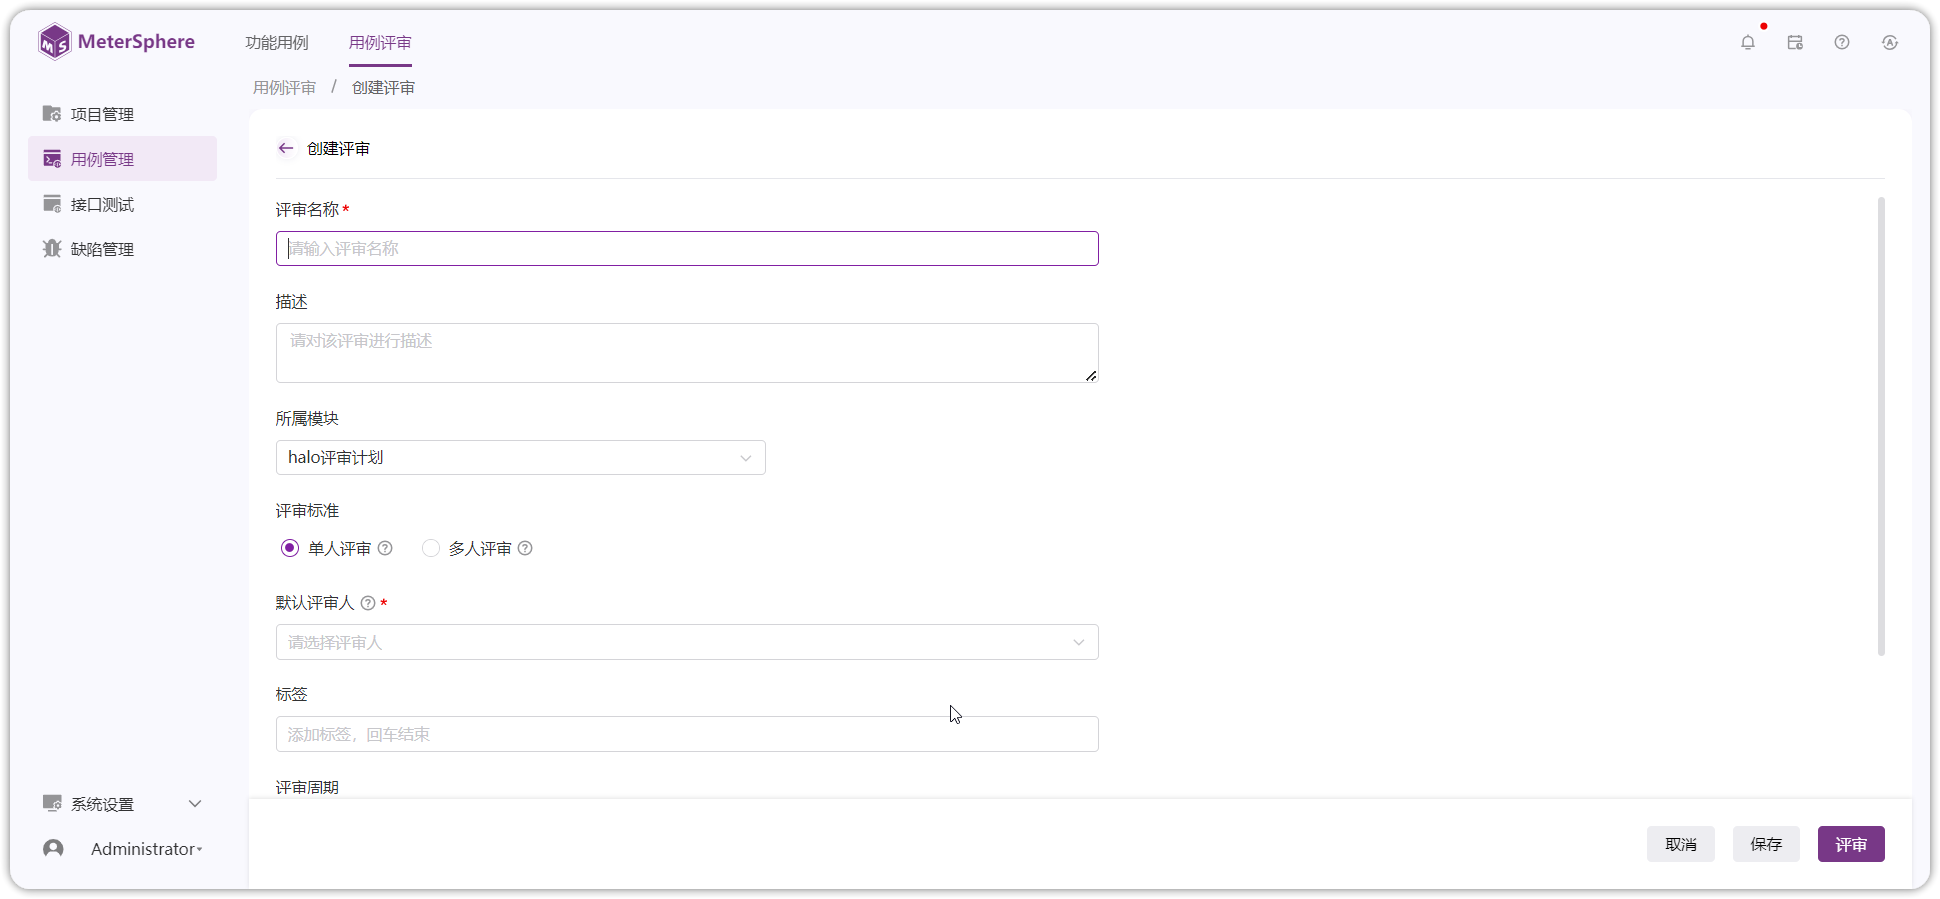 MeterSphere
功能用例
用例评审
用例评审 / 创建评审
项目管理
用例管理
接口测试
缺陷管理
系统设置
Administrator
创建评审
评审名称*
请输入评审名称
描述
请对该评审进行描述
所属模块
halo评审计划
评审标准
单人评审
多人评审
默认评审人 *
请选择评审人
标签
添加标签，回车结束
评审周期
取消
保存
评审